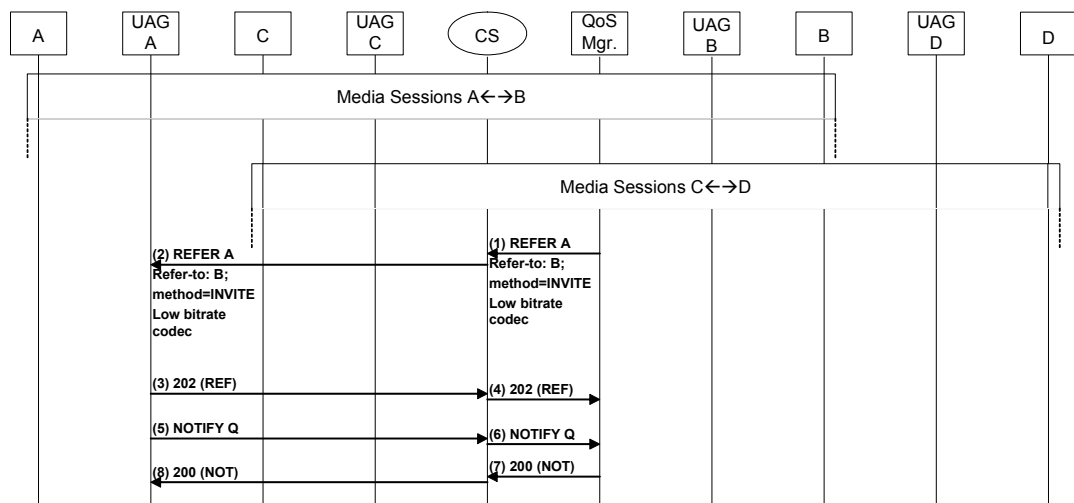 A
UAG
A
C
UAG
C
CS
QoS
Mgr.
UAG
B
B
UAG
D
D
Media Sessions A←→B
Media Sessions C←→D
(1) REFER A
Refer-to: B;
method=INVITE
Low bitrate
codec
(2) REFER A
Refer-to: B;
method=INVITE
Low bitrate
codec
(3) 202 (REF)
(4) 202 (REF)
(5) NOTIFY Q
(6) NOTIFY Q
(7) 200 (NOT)
(8) 200 (NOT)